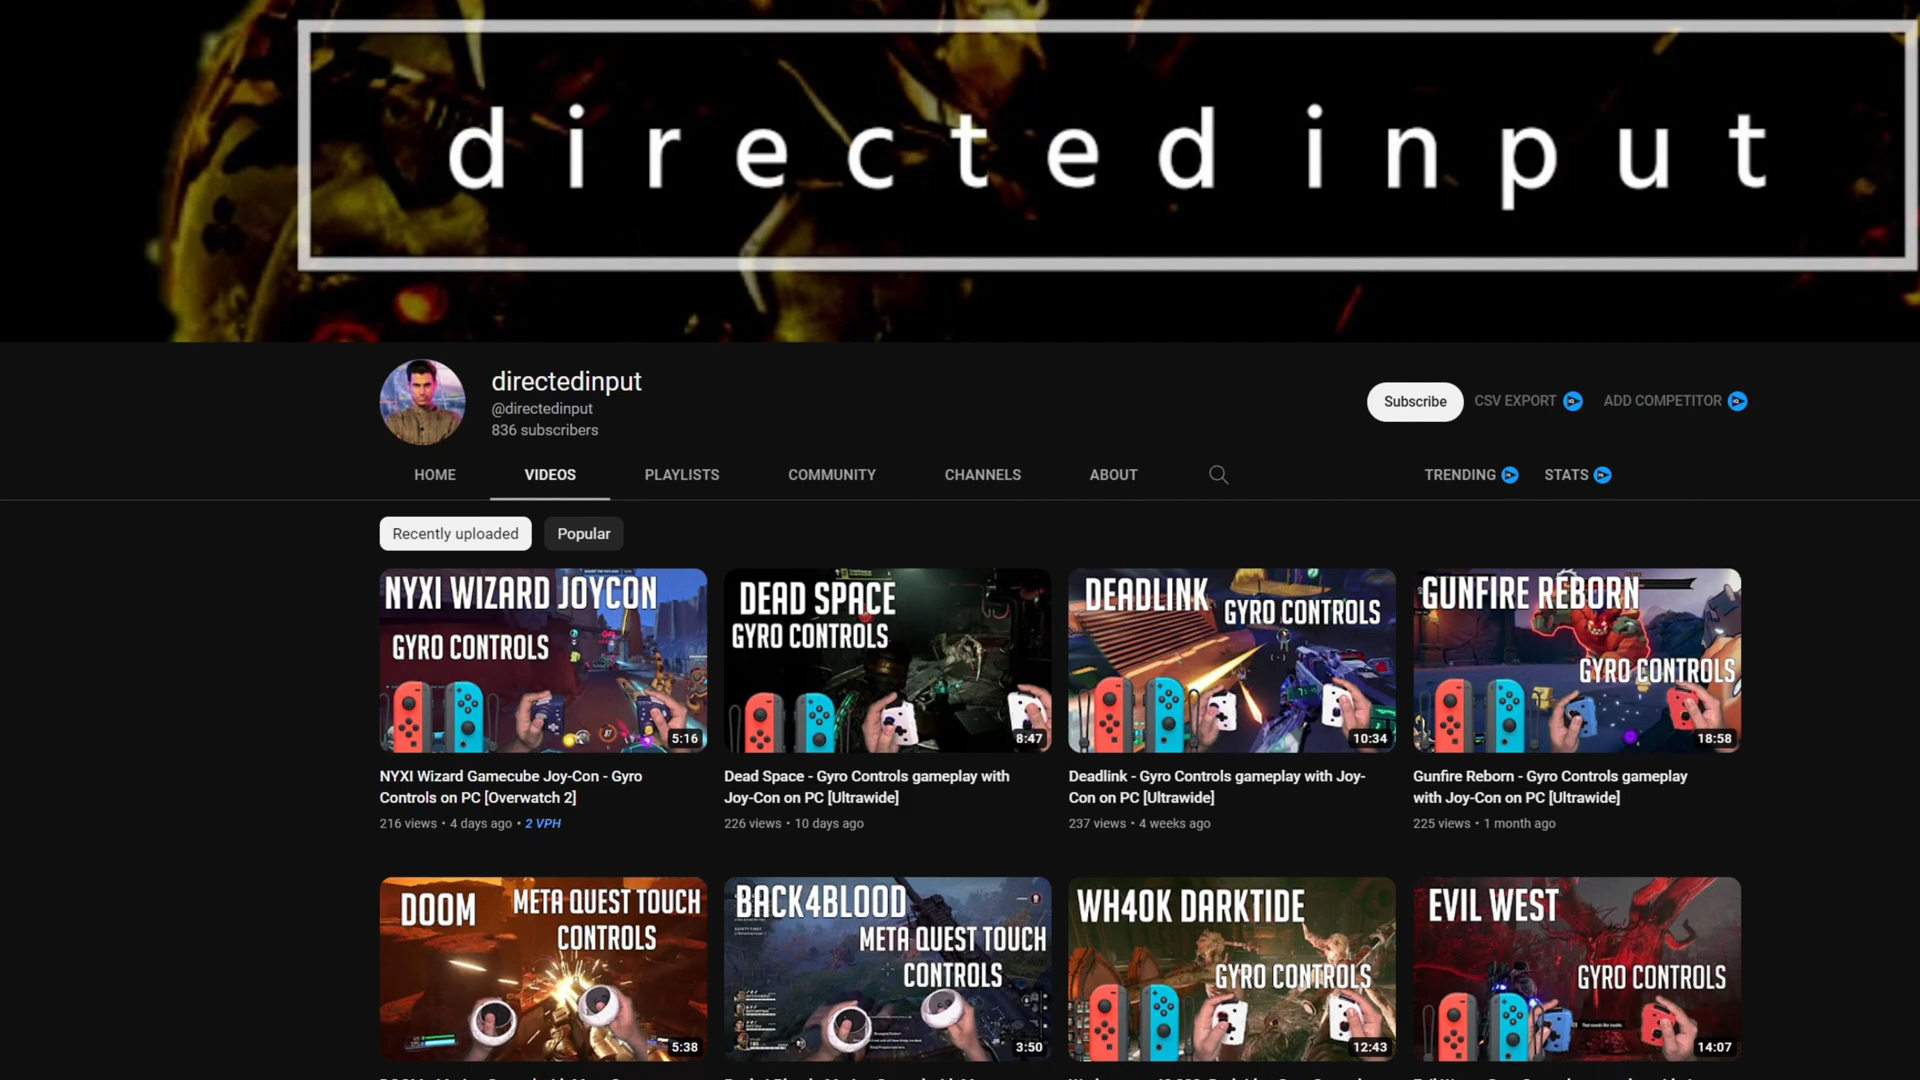 directed input
directedinput
@directedinput
836 subscribers
Subscribe
CSV EXPORT
ADD COMPETITOR
HOME
VIDEOS
PLAYLISTS
COMMUNITY
CHANNELS
ABOUT
TRENDING
STATS
Recently uploaded
Popular
NYXI WIZARD JOYCON
GYRO CONTROLS
5:16
DEAD SPACE
GYRO CONTROLS
8:47
DEADLINK
GYRO CONTROLS
10:34
GUNFIRE REBORN
GYRO CONTROLS
18:58
NYXI Wizard Gamecube Joy-Con - Gyro
Controls on PC [Overwatch 2]
216 views • 4 days ago • 2 VPH
Dead Space - Gyro Controls gameplay with
Joy-Con on PC [Ultrawide]
226 views • 10 days ago
Deadlink - Gyro Controls gameplay with Joy-
Con on PC [Ultrawide]
237 views • 4 weeks ago
Gunfire Reborn - Gyro Controls gameplay
with Joy-Con on PC [Ultrawide]
225 views • 1 month ago
DOOM
META QUEST TOUCH
CONTROLS
5:38
BACK4BLOOD
META QUEST TOUCH
CONTROLS
3:50
WH40K DARKTIDE
GYRO CONTROLS
12:43
EVIL WEST
GYRO CONTROLS
14:07